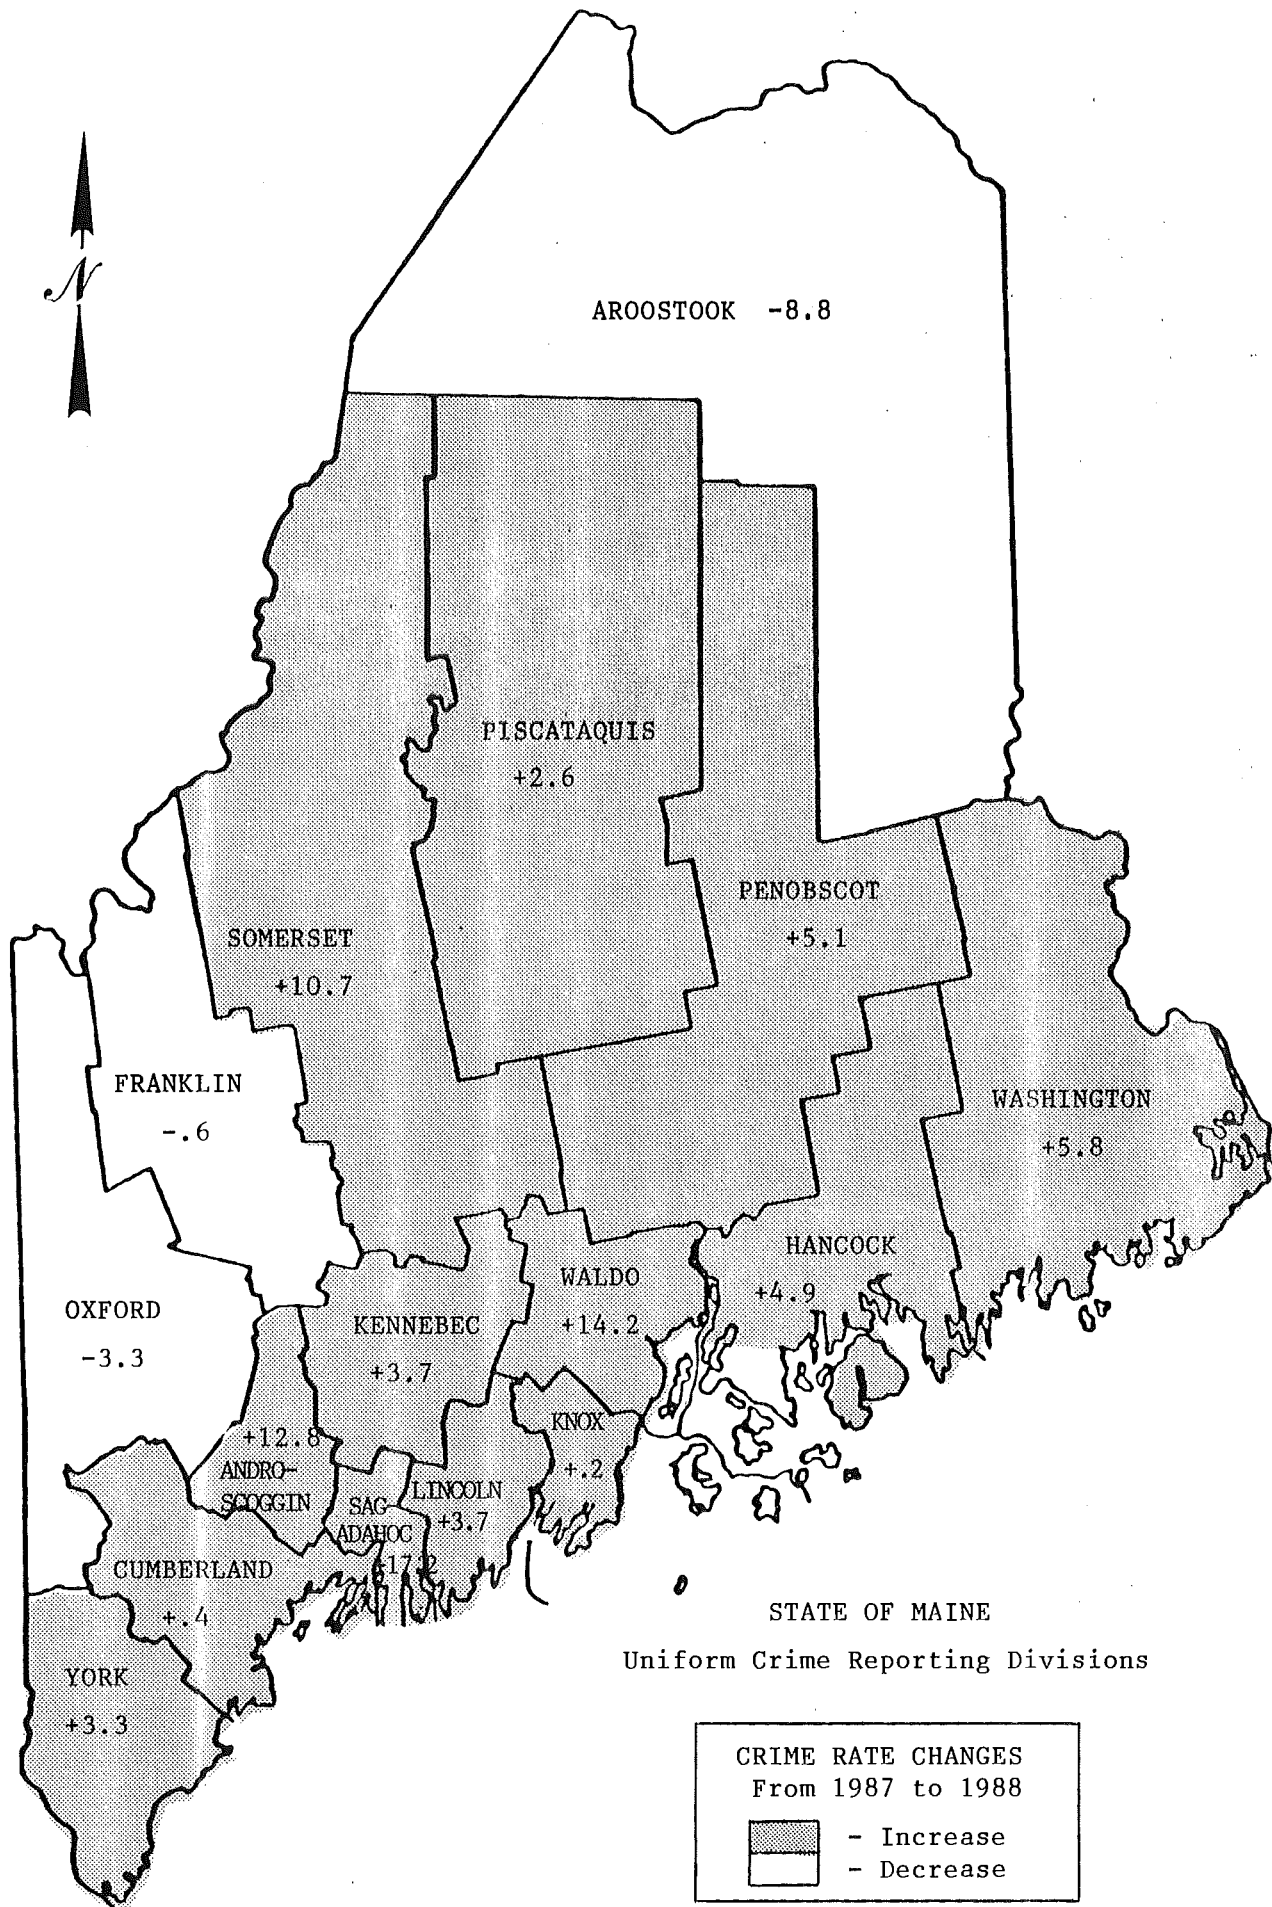 N
AROOSTOOK -8.8
PISCATAQUIS
+2.6
PENOBSCOT
+5.1
SOMERSET
+10.7
FRANKLIN
-.6
WASHINGTON
+5.8
HANCOCK
+4.9
WALDO
+14.2
OXFORD
-3.3
KENNEBEC
+3.7
KNOX
+.2
+12.8
ANDRO-
SCOGGIN
LINCOLN
+3.7
SAG-
ADAHOC
+17.2
CUMBERLAND
+.4
YORK
+3.3
STATE OF MAINE
Uniform Crime Reporting Divisions
CRIME RATE CHANGES
From 1987 to 1988
- Increase
- Decrease